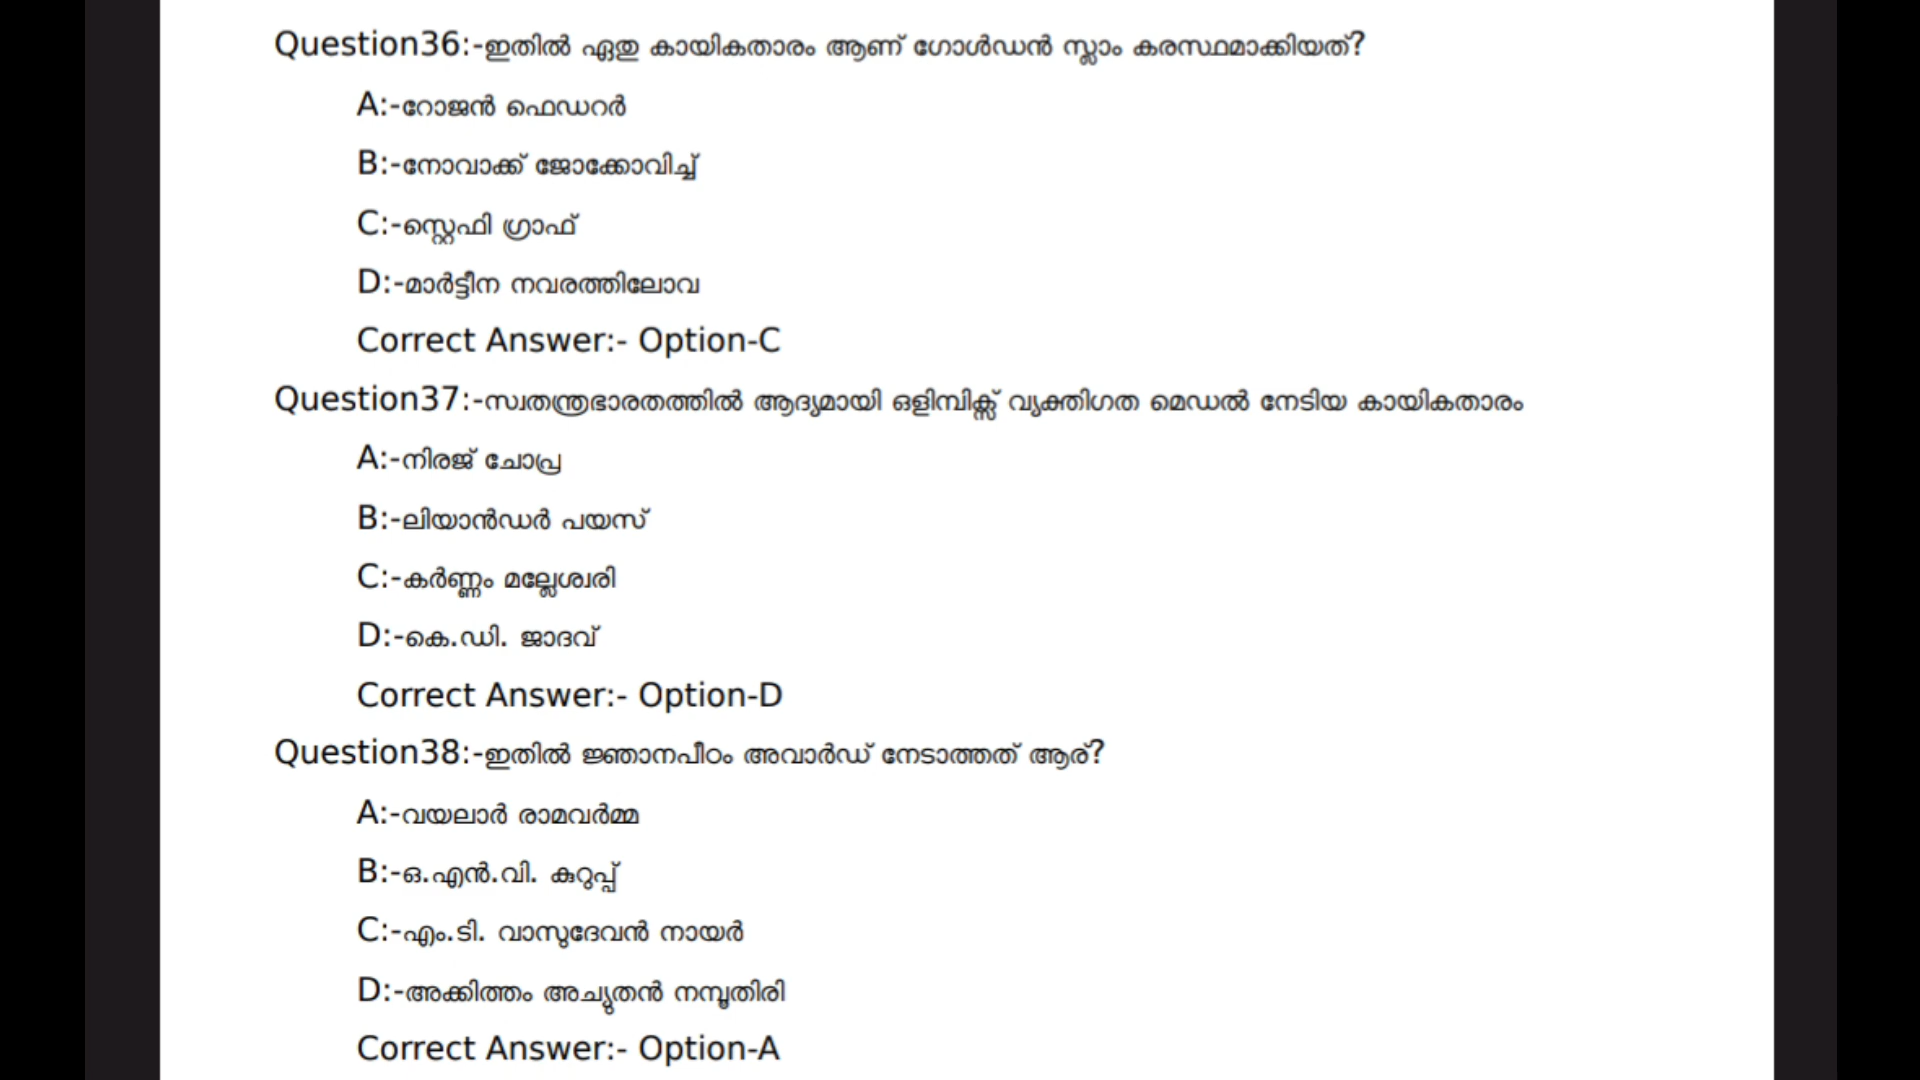 Question36:-ഇതിൽ ഏതു കായികതാരം ആണ് ഗോൾഡൻ സ്ലാം കരസ്ഥമാക്കിയത്?
A:-റോജൻ ഫെഡറർ
B:-നോവാക്ക് ജോക്കോവിച്ച്
C:-സ്റ്റെഫി ഗ്രാഫ്
D:-മാർട്ടീന നവരത്തിലോവ
Correct Answer:- Option-C
Question37:-സ്വതന്ത്രഭാരതത്തിൽ ആദ്യമായി ഒളിമ്പിക്സ് വ്യക്തിഗത മെഡൽ നേടിയ കായികതാരം
A:-നിരജ് ചോപ്ര
B:-ലിയാൻഡർ പയസ്
C:-കർണ്ണം മല്ലേശ്വരി
D:-കെ.ഡി. ജാദവ്
Correct Answer:- Option-D
Question38:-ഇതിൽ ജ്ഞാനപീഠം അവാർഡ് നേടാത്തത് ആര്?
A:-വയലാർ രാമവർമ്മ
B:-ഒ.എൻ.വി. കുറുപ്പ്
C:-എം.ടി. വാസുദേവൻ നായർ
D:-അക്കിത്തം അച്യുതൻ നമ്പൂതിരി
Correct Answer:- Option-A